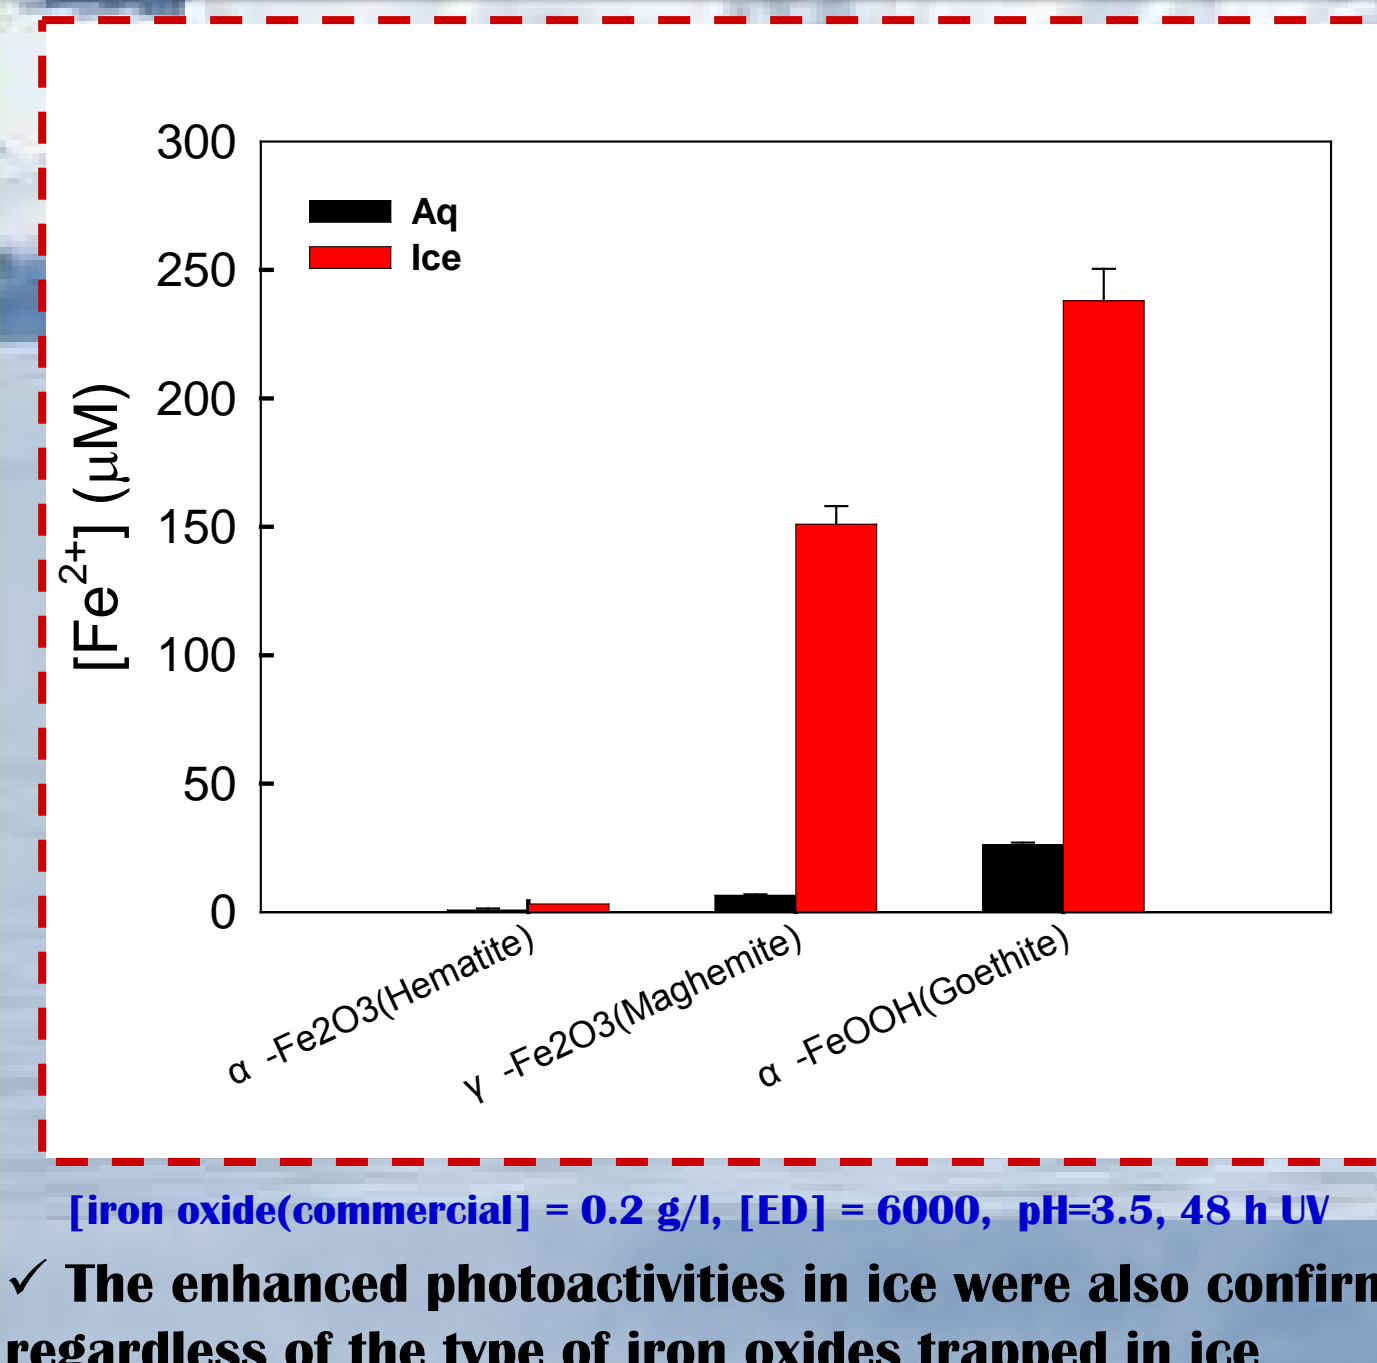 300
250
200
150
100
50
0
[Fe2+] (μM)
Aq
Ice
α -Fe2O3(Hematite)
γ -Fe2O3(Maghemite)
α -FeOOH(Goethite)
[iron oxide(commercial] = 0.2 g/l, [ED] = 6000, pH=3.5, 48 h UV
✓ The enhanced photoactivities in ice were also confirm
regardless of the type of iron oxides trapped in ice